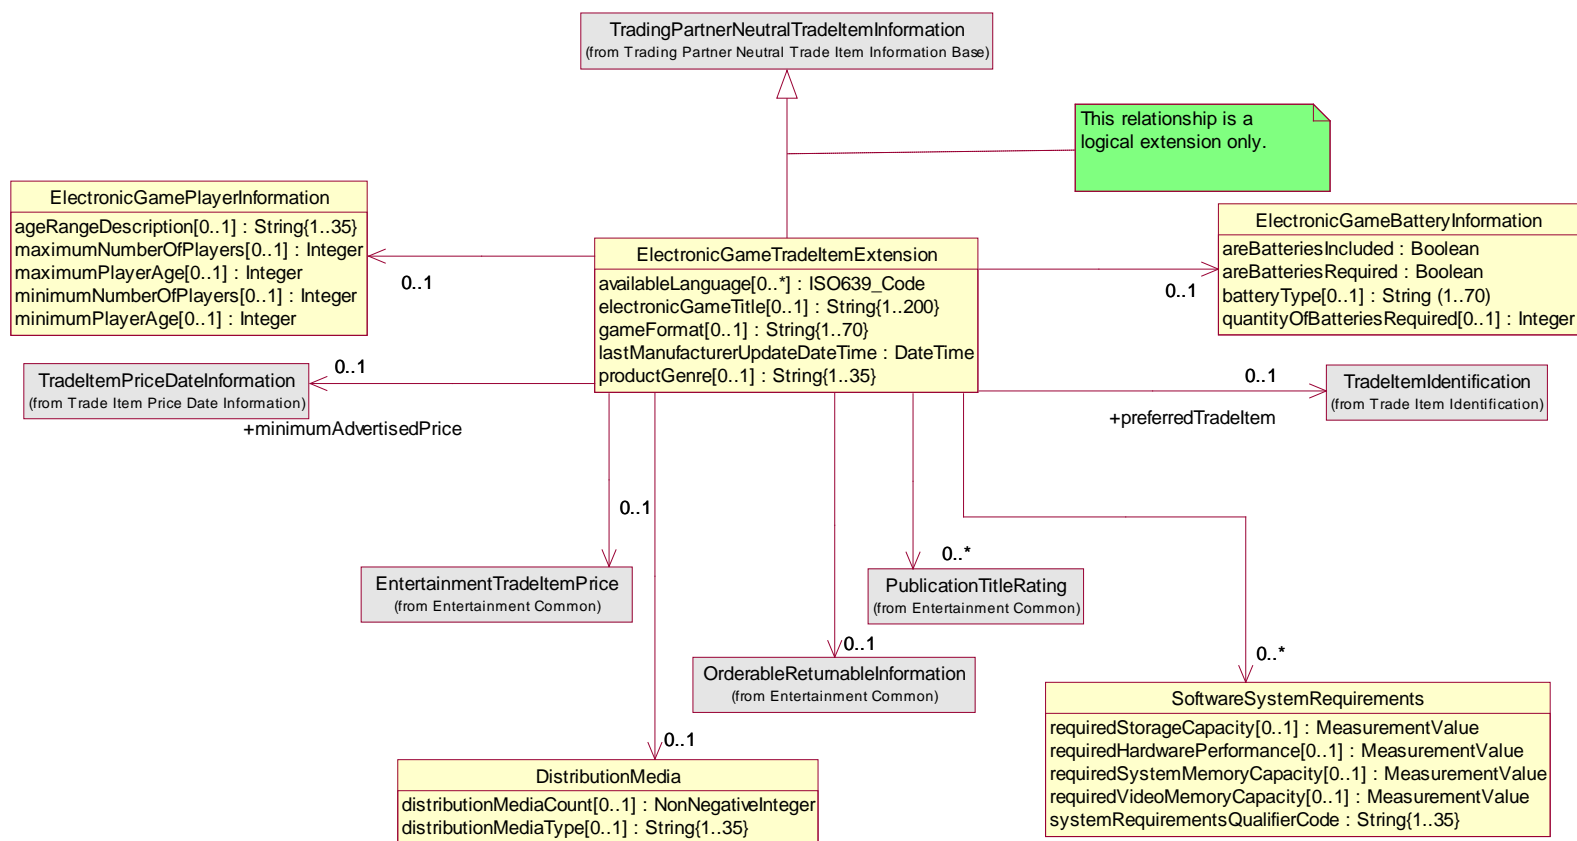 TradingPartnerNeutralTradeItemInformation
(from Trading Partner Neutral Trade Item Information Base)
This relationship is a
logical extension only.
ElectronicGamePlayerInformation
ageRangeDescription[0..1] : String{1..35}
maximumNumberOfPlayers[0..1] : Integer
maximumPlayerAge[0..1] : Integer
minimumNumberOfPlayers[0..1] : Integer
minimumPlayerAge[0..1] : Integer
0..1
ElectronicGameTradeItemExtension
availableLanguage[0..*] : ISO639_Code
electronicGameTitle[0..1] : String{1..200}
gameFormat[0..1] : String{1..70}
lastManufacturerUpdateDateTime : DateTime
productGenre[0..1] : String{1..35}
ElectronicGameBatteryInformation
areBatteriesIncluded : Boolean
areBatteriesRequired : Boolean
batteryType[0..1] : String (1..70)
quantityOfBatteriesRequired[0..1] : Integer
0..1
TradeItemPriceDateInformation
(from Trade Item Price Date Information)
0..1
+minimumAdvertisedPrice
0..1
+preferredTradeItem
TradeItemIdentification
(from Trade Item Identification)
0..1
EntertainmentTradeItemPrice
(from Entertainment Common)
0..*
PublicationTitleRating
(from Entertainment Common)
0..1
OrderableReturnableInformation
(from Entertainment Common)
0..*
SoftwareSystemRequirements
requiredStorageCapacity[0..1] : MeasurementValue
requiredHardwarePerformance[0..1] : MeasurementValue
requiredSystemMemoryCapacity[0..1] : MeasurementValue
requiredVideoMemoryCapacity[0..1] : MeasurementValue
systemRequirementsQualifierCode : String{1..35}
0..1
DistributionMedia
distributionMediaCount[0..1] : NonNegativeInteger
distributionMediaType[0..1] : String{1..35}